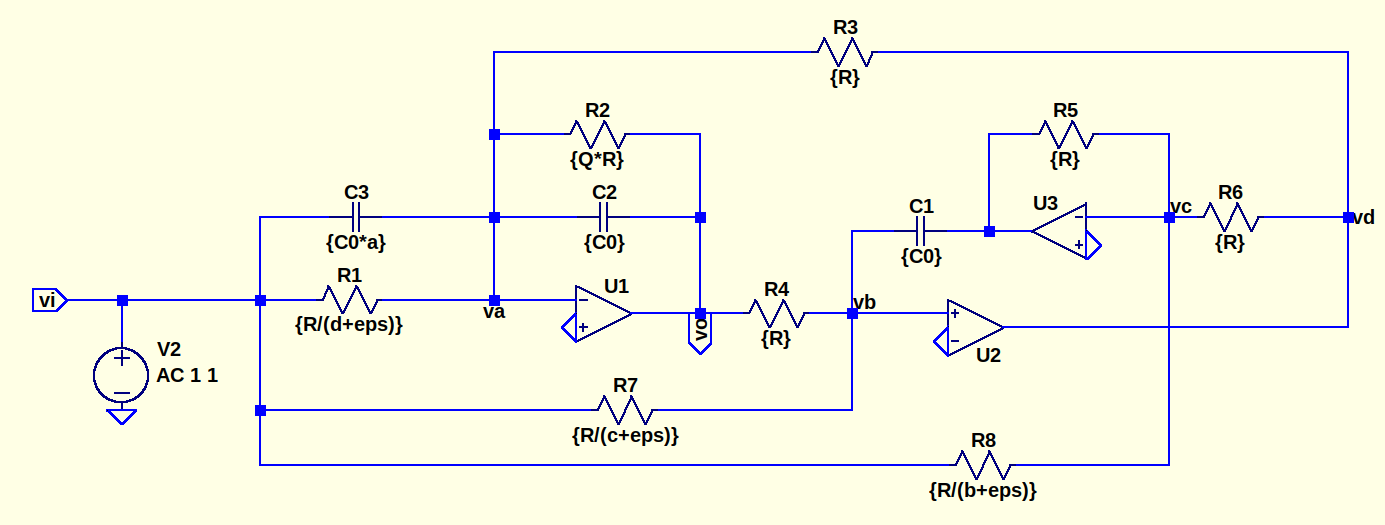 R3
{R}
R2
{Q*R}
R5
{R}
C3
{C0*a}
C2
{C0}
C1
{C0}
U3
vc
R6
{R}
vd
vi
R1
{R/(d+eps)}
va
U1
vo
R4
{R}
vb
U2
V2
AC 1 1
R7
{R/(c+eps)}
R8
{R/(b+eps)}